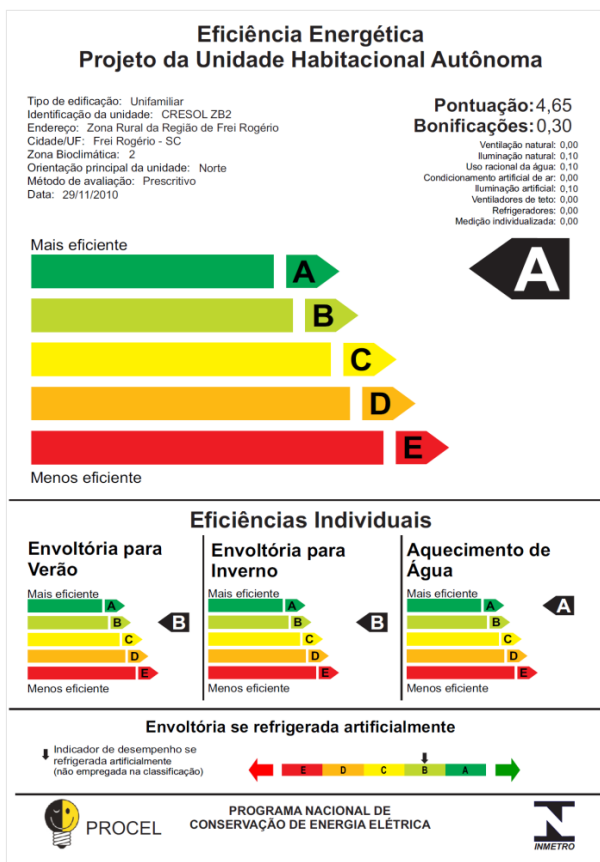 Eficiência Energética
Projeto da Unidade Habitacional Autônoma
Tipo de edificação: Unifamiliar
Identificação da unidade: CRESOL ZB2
Endereço: Zona Rural da Região de Frei Rogério
Cidade/UF: Frei Rogério - SC
Zona Bioclimática: 2
Orientação principal da unidade: Norte
Método de avaliação: Prescritivo
Data: 29/11/2010
Pontuação: 4,65
Bonificações: 0,30
Ventilação natural: 0,00
Iluminação natural: 0,10
Uso racional da água: 0,10
Condicionamento artificial de ar: 0,00
Iluminação artificial: 0,10
Ventiladores de teto: 0,00
Refrigeradores: 0,00
Medição individualizada: 0,00
Mais eficiente
A
A
B
C
D
E
Menos eficiente
Eficiências Individuais
Envoltória para
Verão
Mais eficiente
A
B
B
C
D
E
Menos eficiente
Envoltória para
Inverno
Mais eficiente
A
B
B
C
D
E
Menos eficiente
Aquecimento de
Água
Mais eficiente
A
A
B
C
D
E
Menos eficiente
Envoltória se refrigerada artificialmente
Indicador de desempenho se
refrigerada artificialmente
(não empregada na classificação)
E D C B A
PROCEL
PROGRAMA NACIONAL DE
CONSERVAÇÃO DE ENERGIA ELÉTRICA
INMETRO